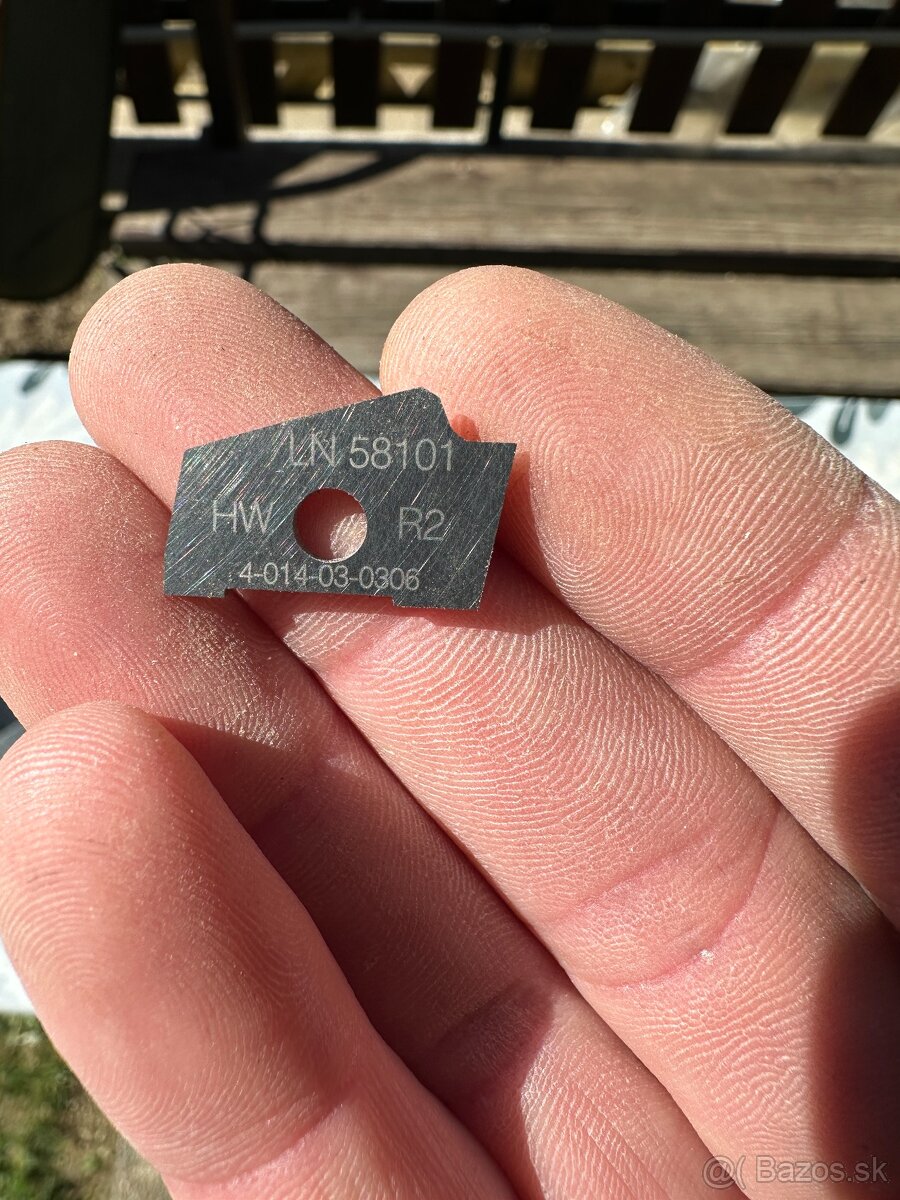 LN 58101
HW R2
4-014-03-0306
@( Bazos.sk